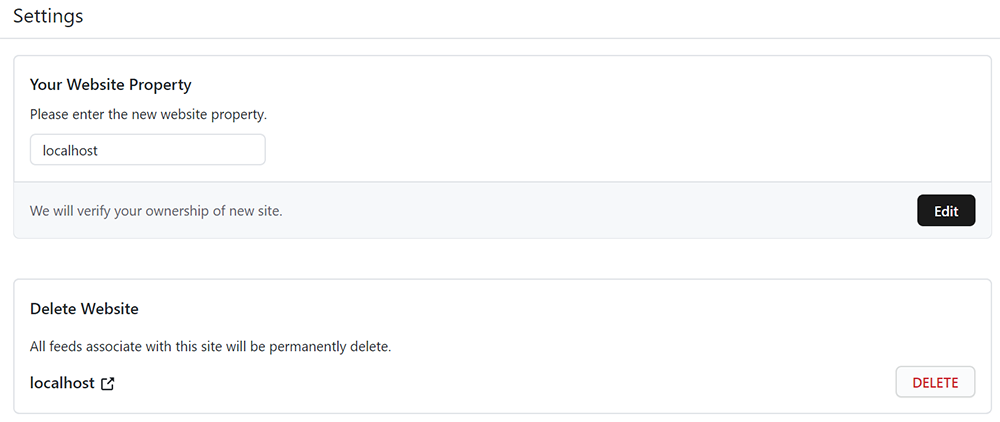 Settings
Your Website Property
Please enter the new website property.
localhost
We will verify your ownership of new site.
Edit
Delete Website
All feeds associate with this site will be permanently delete.
localhost
DELETE